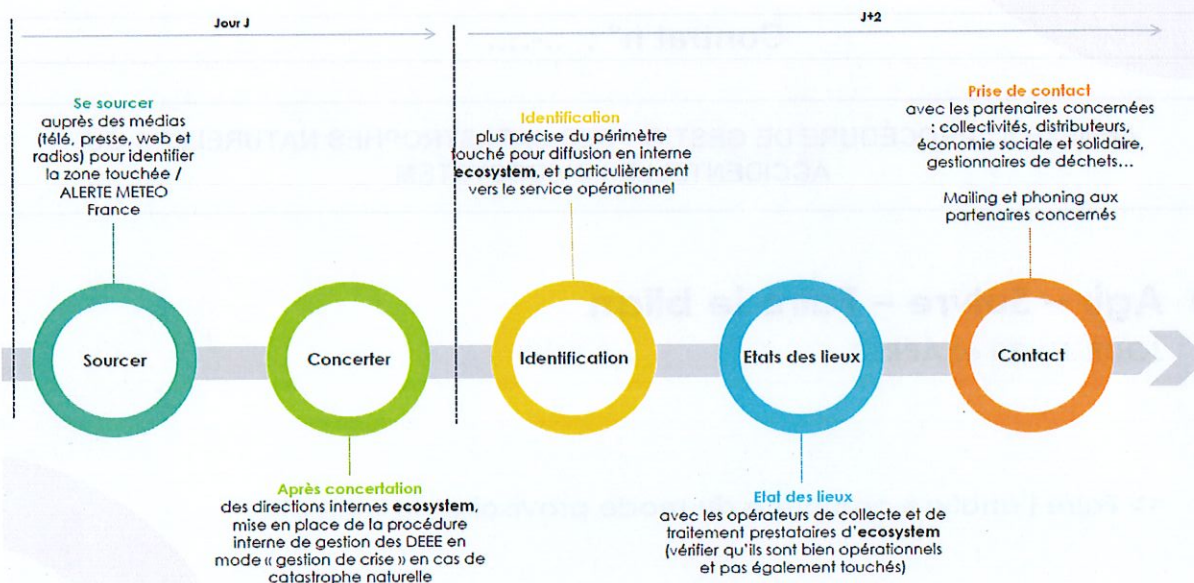 Jour J
J+2
Se sourcer
auprès des médias
(télé, presse, web et
radios) pour identifier
la zone touchée /
ALERTE METEO
France
Identification
plus précise du périmètre
touché pour diffusion en interne
ecosystem, et particulièrement
vers le service opérationnel
Prise de contact
avec les partenaires concernées
: collectivités, distributeurs,
économie sociale et solidaire,
gestionnaires de déchets...
Mailing et phoning aux
partenaires concernés
Sourcer
Concerter
Identification
Etats des lieux
Contact
Après concertation
des directions internes ecosystem,
mise en place de la procédure
interne de gestion des DEEE en
mode « gestion de crise » en cas de
catastrophe naturelle
Etat des lieux
avec les opérateurs de collecte et de
traitement prestataires d'ecosystem
(vérifier qu'ils sont bien opérationnels
et pas également touchés)